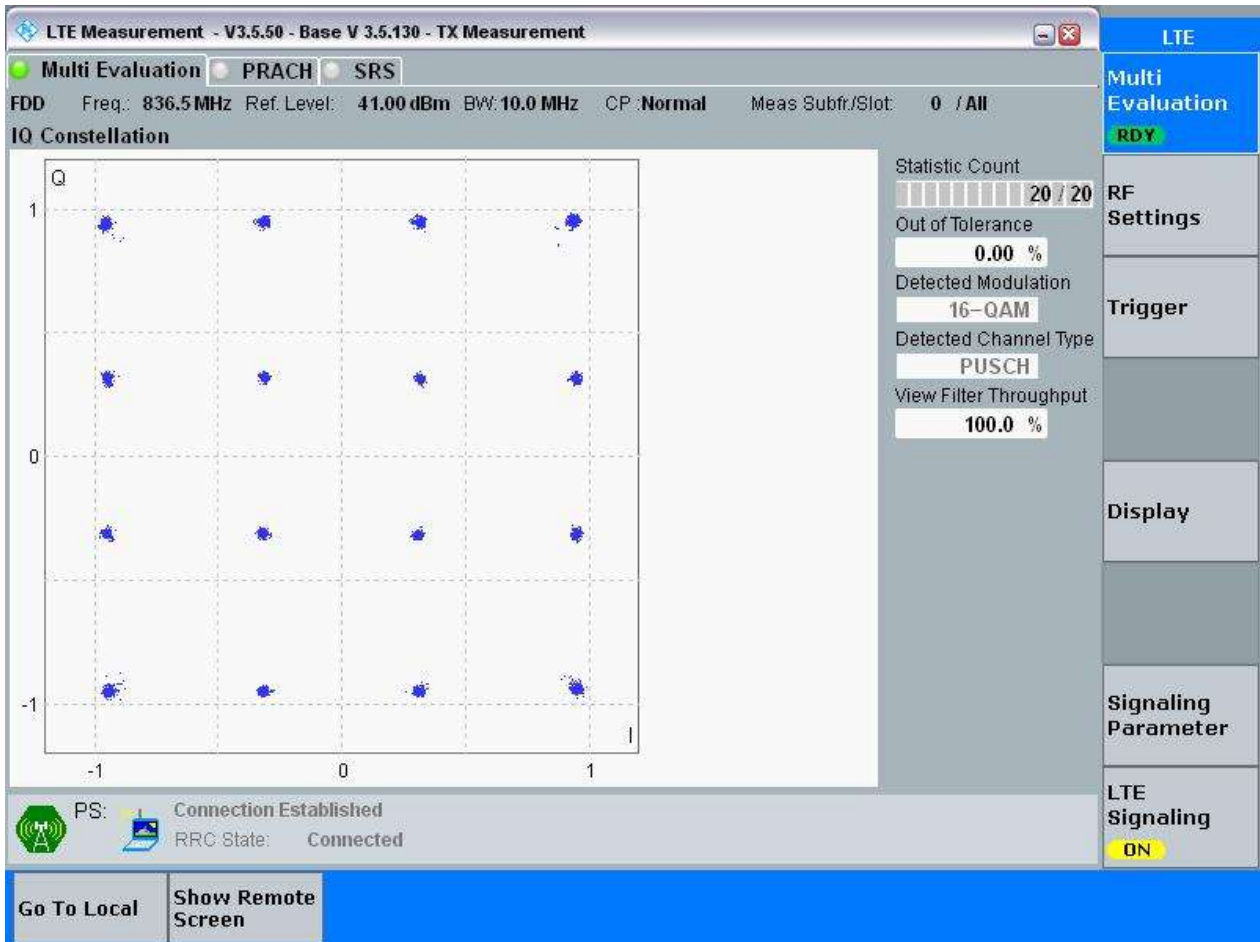 LTE Measurement - V3.5.50 - Base V 3.5.130 - TX Measurement
Multi Evaluation PRACH SRS
FDD Freq.: 836.5 MHz Ref. Level: 41.00 dBm BW: 10.0 MHz CP : Normal Meas Subfr./Slot: 0 / All
IQ Constellation
Q
1
0
-1
I
-1 0 1
Statistic Count
20 / 20
Out of Tolerance
0.00 %
Detected Modulation
16-QAM
Detected Channel Type
PUSCH
View Filter Throughput
100.0 %
PS: Connection Established
RRC State: Connected
LTE
Multi
Evaluation
RDY
RF
Settings
Trigger
Display
Signaling
Parameter
LTE
Signaling
ON
Go To Local
Show Remote
Screen